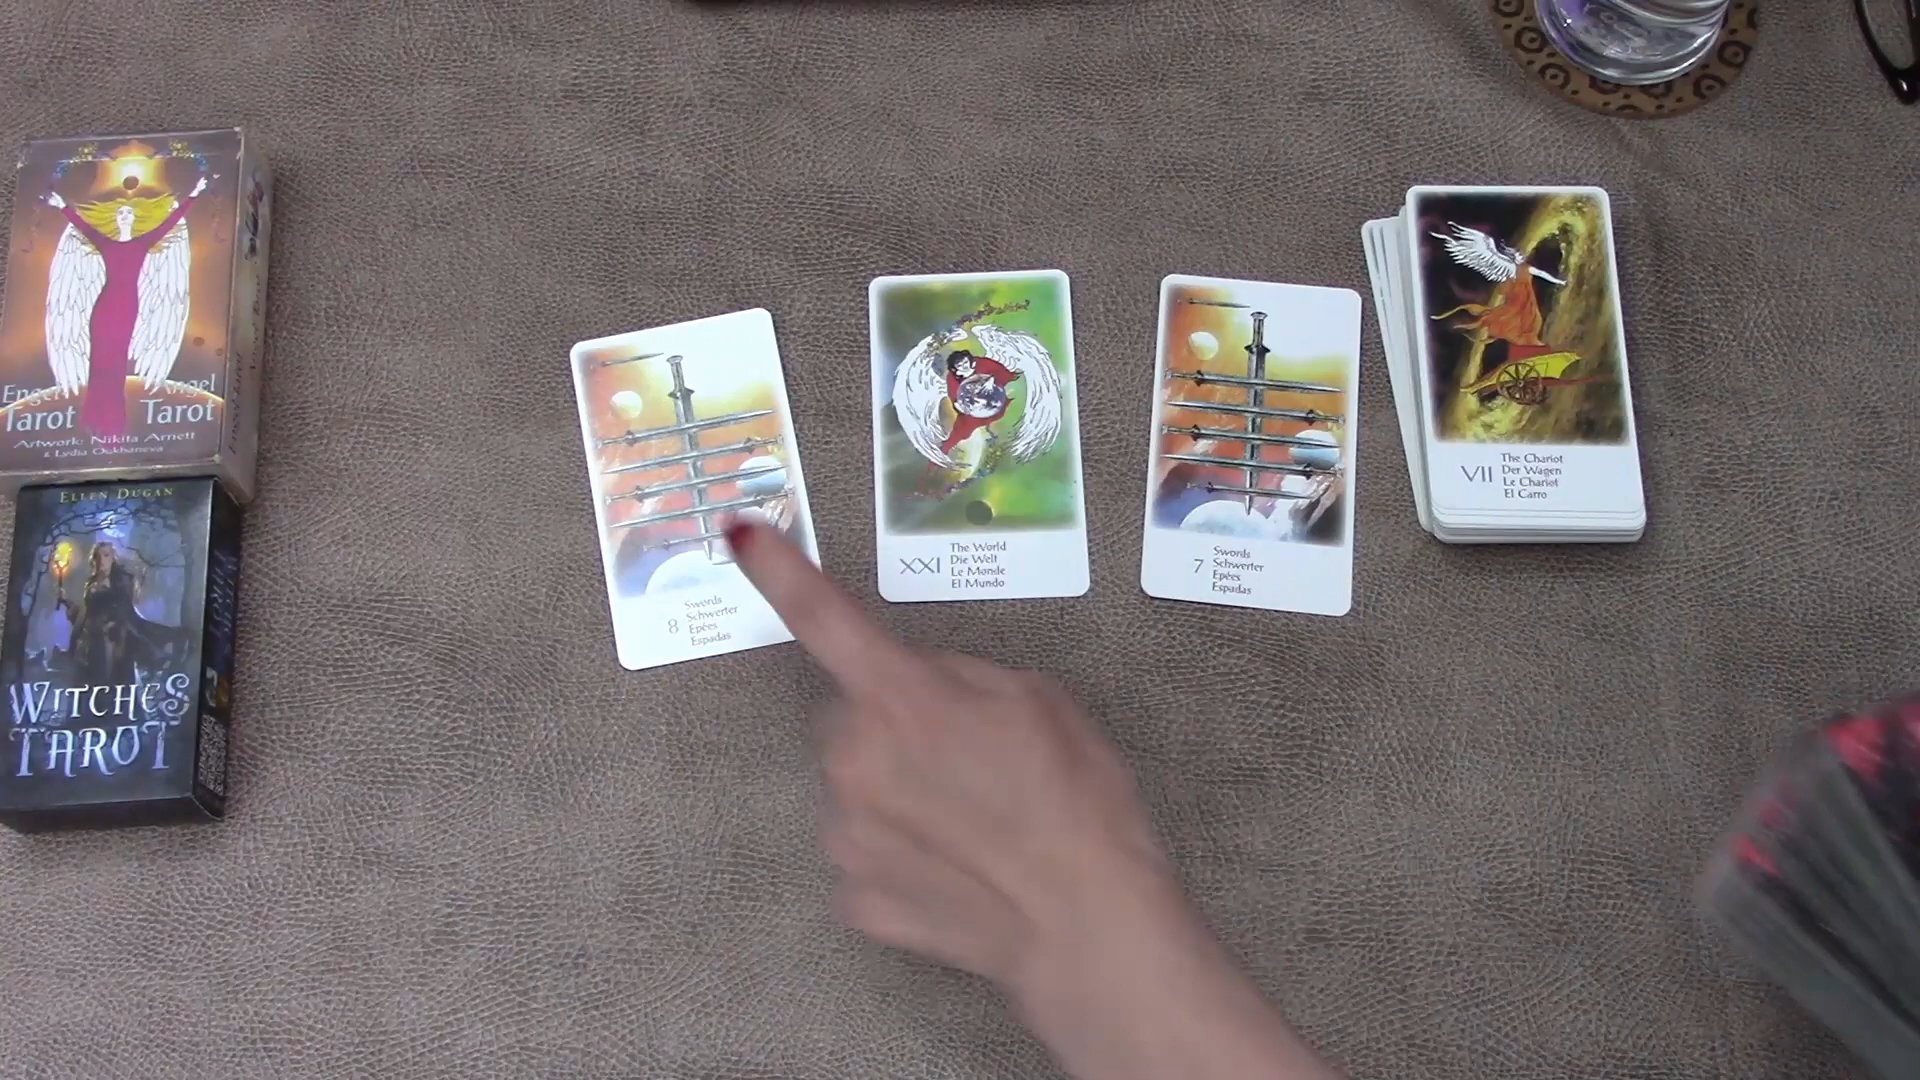 Engel Angel
Tarot Tarot
Artwork: Nikita Arnett
& Lydia Oukhaneva
ELLEN DUGAN
WITCHES
TAROT
8
Swords
Schwerter
Epées
Espadas
XXI
The World
Die Welt
Le Monde
El Mundo
7
Swords
Schwerter
Epées
Espadas
VII
The Chariot
Der Wagen
Le Chariot
El Carro